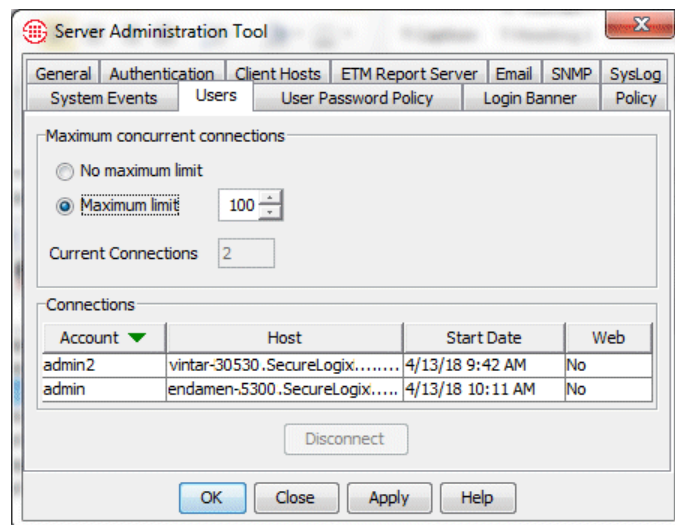 Server Administration Tool
General Authentication Client Hosts ETM Report Server Email SNMP SysLog
System Events Users User Password Policy Login Banner Policy
Maximum concurrent connections
No maximum limit
Maximum limit 100
Current Connections 2
Connections
Account Host Start Date Web
admin2 vintar-30530.SecureLogix....... 4/13/18 9:42 AM No
admin endamen-.5300.SecureLogix..... 4/13/18 10:11 AM No
Disconnect
OK Close Apply Help